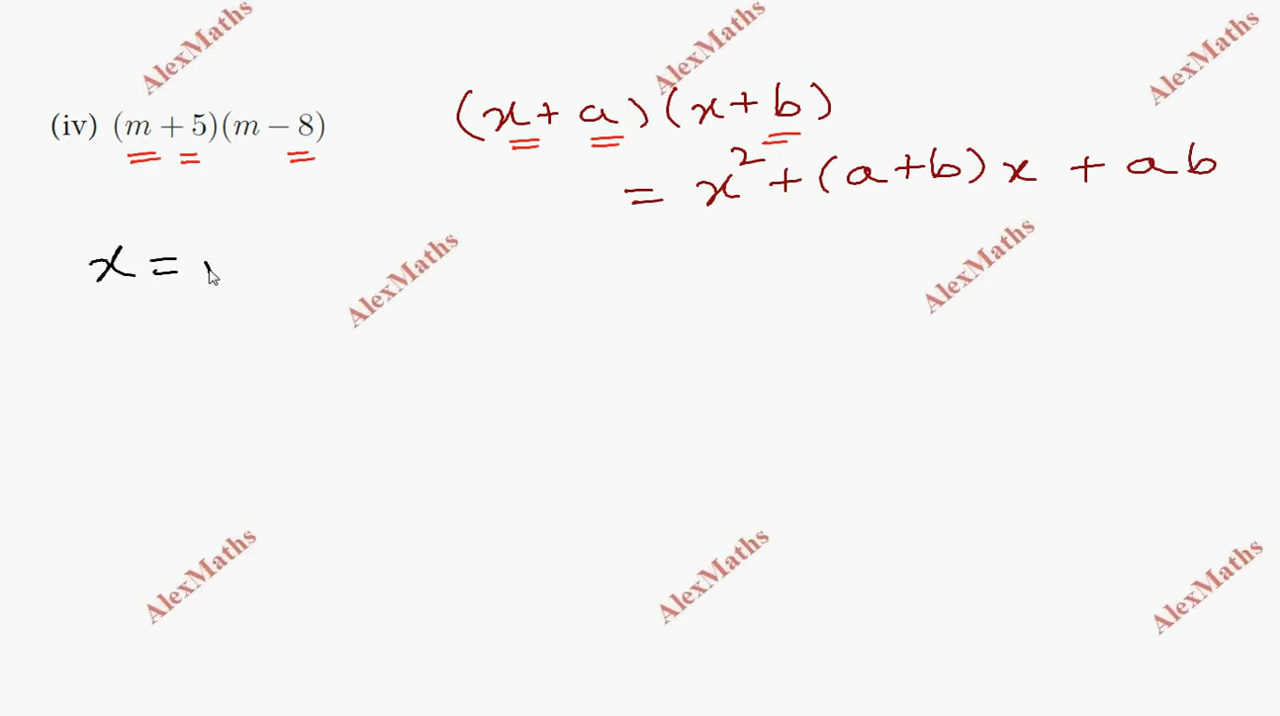 AlexMaths AlexMaths AlexMaths
(iv) (m + 5)(m − 8) (x + a)(x + b)
= x² + (a + b) x + ab
x =
AlexMaths AlexMaths
AlexMaths AlexMaths AlexMaths